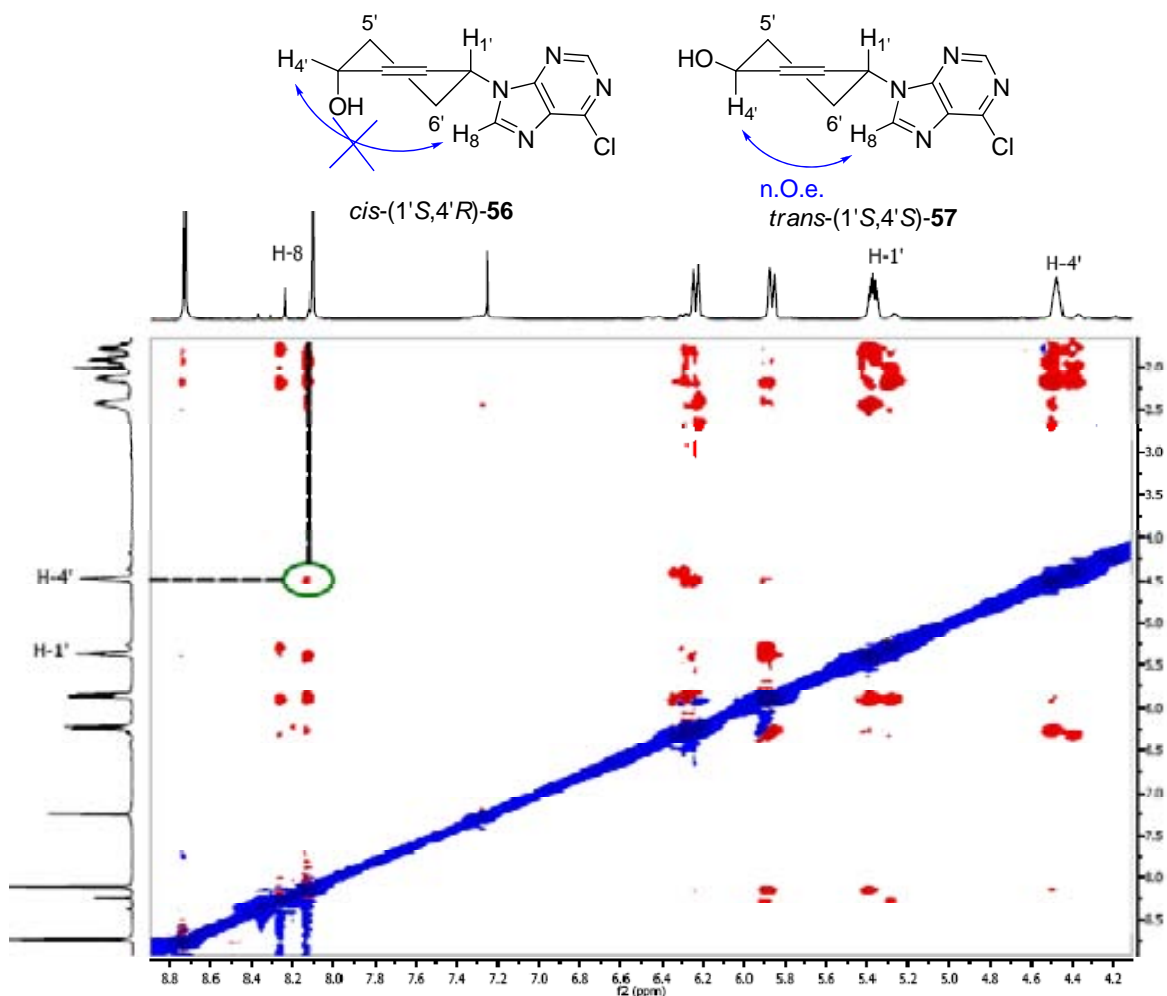 5' H1' N N
H4' N N
OH 6' H8 N Cl
5' H1' N N
HO N N
H4' 6' H8 N Cl
n.O.e.
cis-(1'S,4'R)-56 trans-(1'S,4'S)-57
H-8 H-1' H-4'
2.0
2.5
3.0
3.5
4.0
H-4' 4.5
5.0
H-1' 5.5
6.0
6.5
7.0
7.5
8.0
8.5
8.8 8.6 8.4 8.2 8.0 7.8 7.6 7.4 7.2 7.0 6.8 6.6 6.4 6.2 6.0 5.8 5.6 5.4 5.2 5.0 4.8 4.6 4.4 4.2
f2 (ppm)